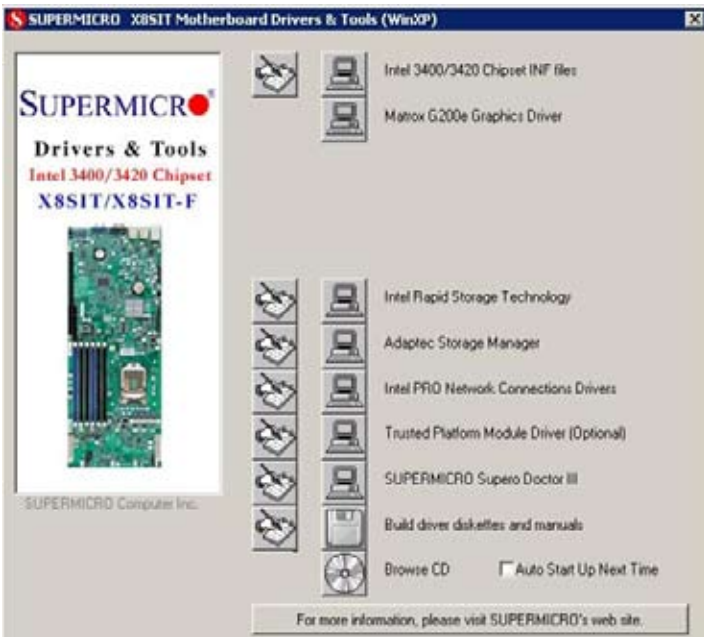 SUPERMICRO X8SIT Motherboard Drivers & Tools (WinXP)
SUPERMICRO
Drivers & Tools
Intel 3400/3420 Chipset
X8SIT/X8SIT-F
SUPERMICRO Computer Inc.
Intel 3400/3420 Chipset INF files
Matrox G200e Graphics Driver
Intel Rapid Storage Technology
Adaptec Storage Manager
Intel PRO Network Connections Drivers
Trusted Platform Module Driver (Optional)
SUPERMICRO Supero Doctor III
Build driver diskettes and manuals
Browse CD Auto Start Up Next Time
For more information, please visit SUPERMICRO's web site.